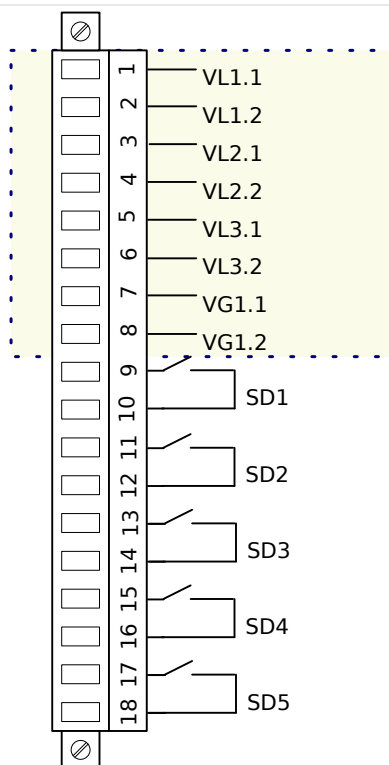 1 VL1.1
2 VL1.2
3 VL2.1
4 VL2.2
5 VL3.1
6 VL3.2
7 VG1.1
8 VG1.2
9
10 SD1
11
12 SD2
13
14 SD3
15
16 SD4
17
18 SD5